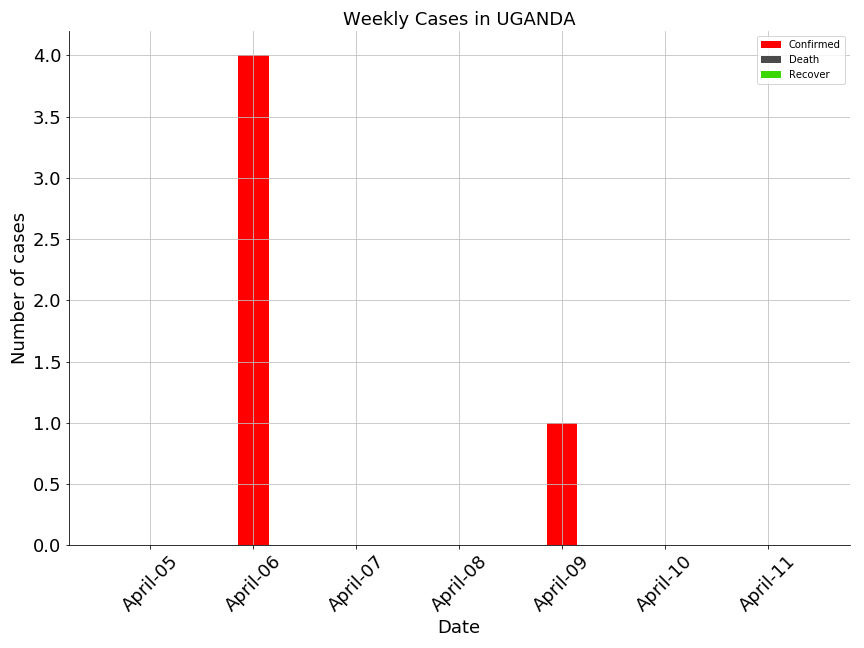 Weekly Cases in UGANDA
Confirmed
Death
Recover
Number of cases
4.0
3.5
3.0
2.5
2.0
1.5
1.0
0.5
0.0
April-05
April-06
April-07
April-08
April-09
April-10
April-11
Date